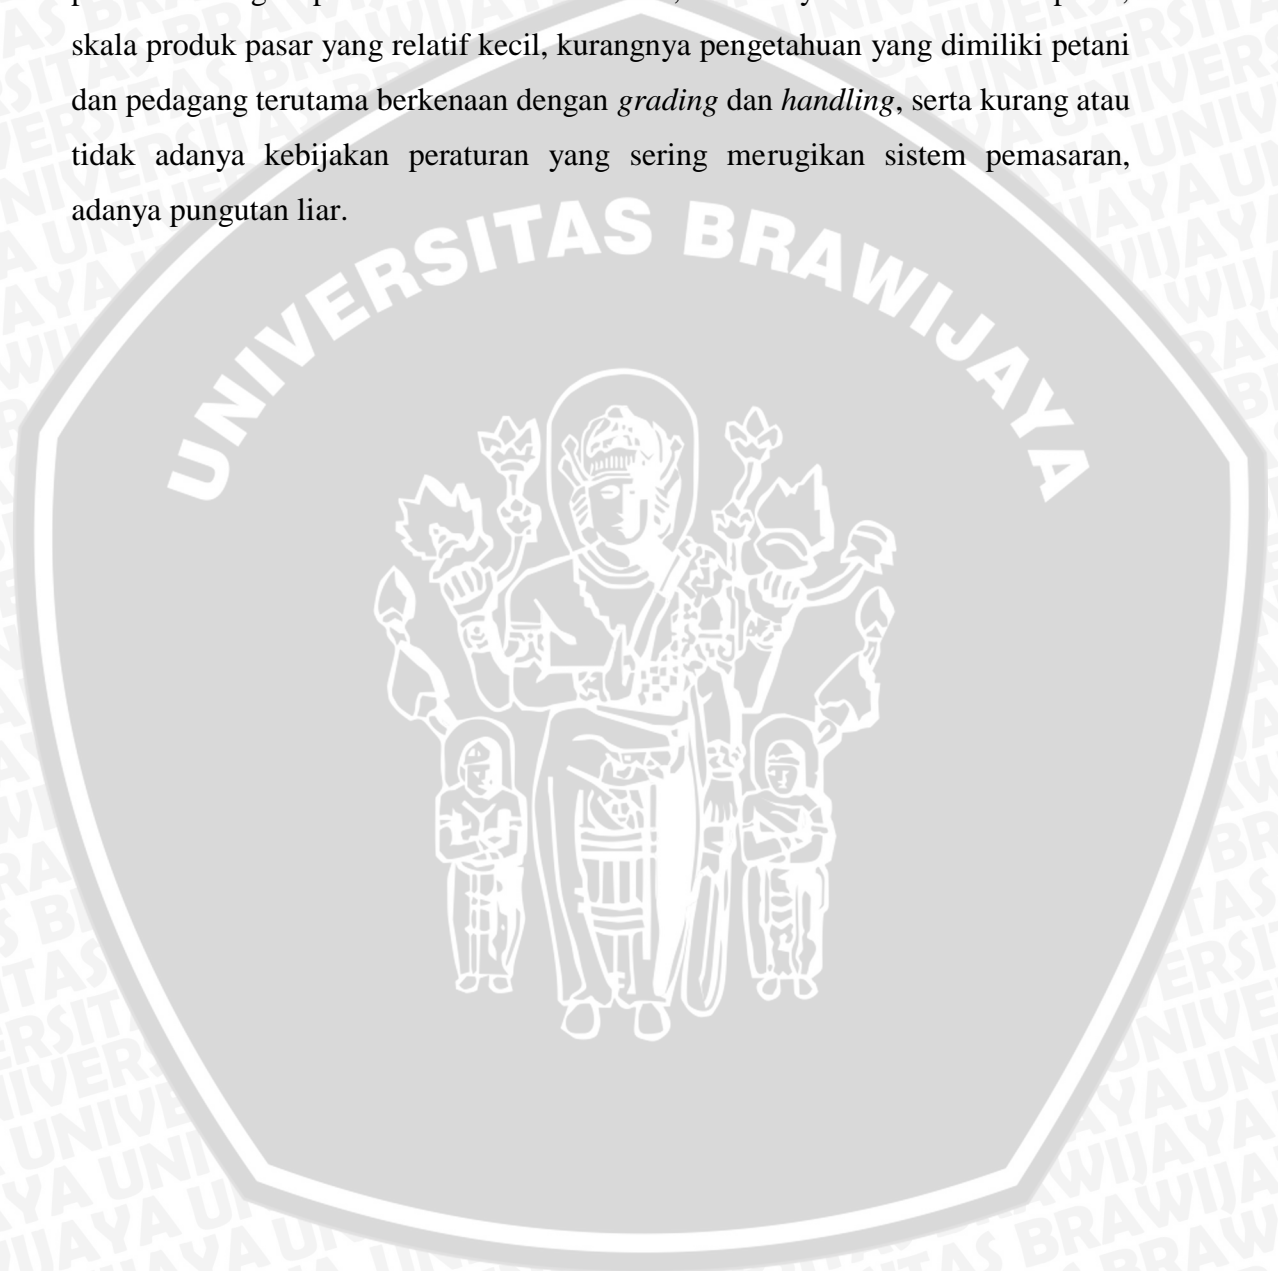 skala produk pasar yang relatif kecil, kurangnya pengetahuan yang dimiliki petani
dan pedagang terutama berkenaan dengan grading dan handling, serta kurang atau
tidak adanya kebijakan peraturan yang sering merugikan sistem pemasaran,
adanya pungutan liar.
UNIVERSITAS BRAWIJAYA